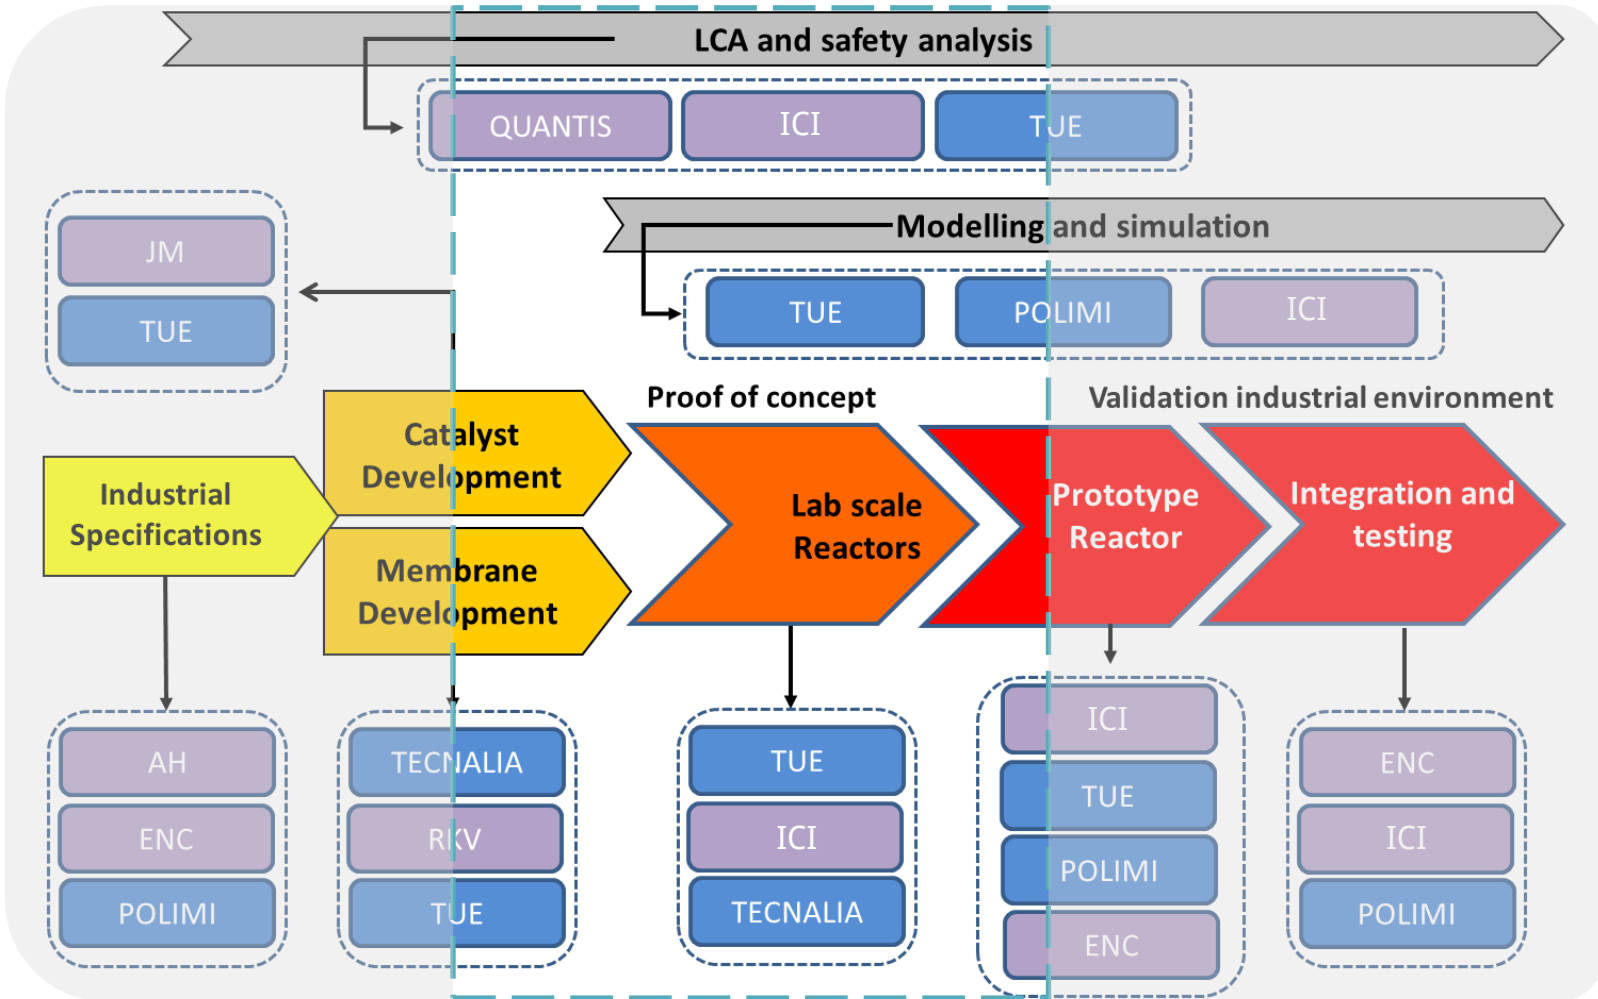 LCA and safety analysis
QUANTIS
ICI
TUE
JM
TUE
Modelling and simulation
TUE
POLIMI
ICI
Proof of concept
Validation industrial environment
Industrial
Specifications
Catalyst
Development
Membrane
Development
Lab scale
Reactors
Prototype
Reactor
Integration and
testing
AH
ENC
POLIMI
TECNALIA
RKV
TUE
TUE
ICI
TECNALIA
ICI
TUE
POLIMI
ENC
ENC
ICI
POLIMI